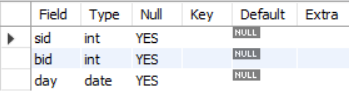 Field Type Null Key Default Extra
sid int YES NULL
bid int YES NULL
day date YES NULL